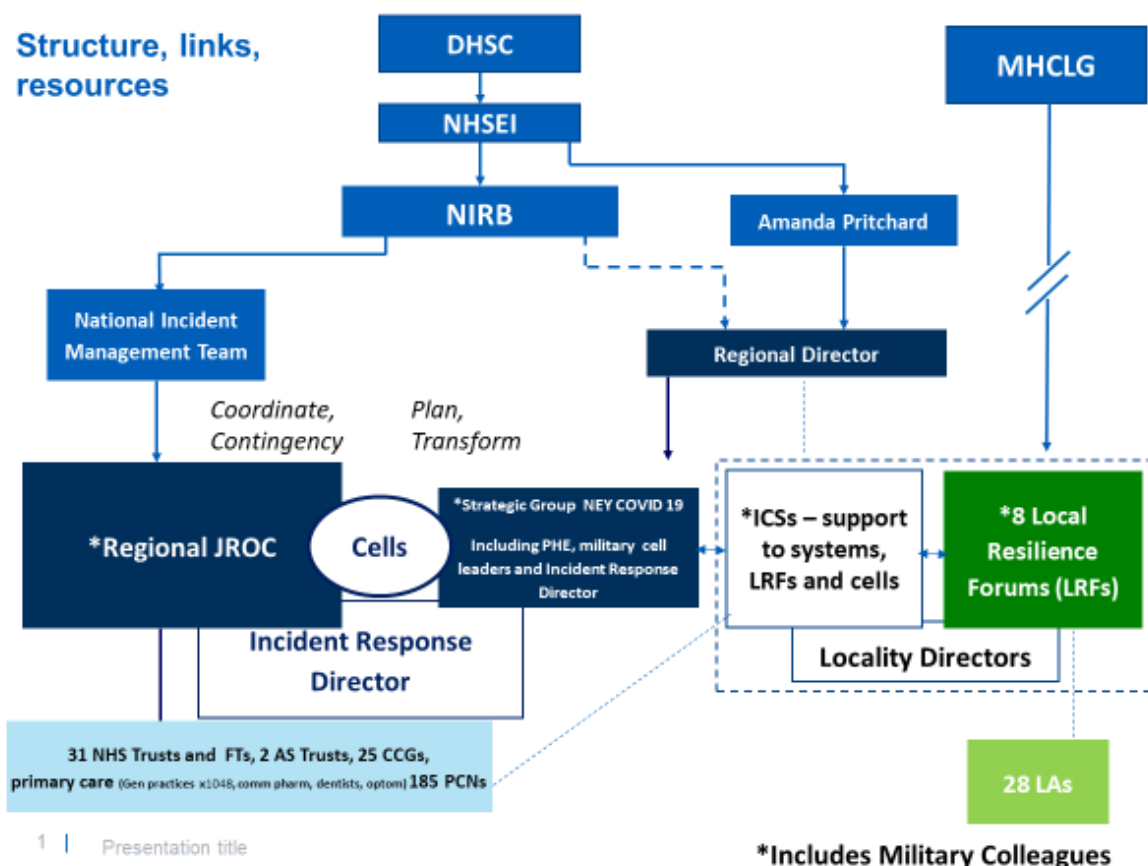 Structure, links,
resources
DHSC
MHCLG
NHSEI
NIRB
Amanda Pritchard
National Incident
Management Team
Regional Director
Coordinate,
Contingency
Plan,
Transform
*Regional JROC
Cells
*Strategic Group NEY COVID 19
Including PHE, military cell
leaders and Incident Response
Director
*ICSs – support
to systems,
LRFs and cells
*8 Local
Resilience
Forums (LRFs)
Incident Response
Director
Locality Directors
31 NHS Trusts and FTs, 2 AS Trusts, 25 CCGs,
primary care (Gen practices x1048, comm pharm, dentists, optom) 185 PCNs
28 LAs
1 | Presentation title
*Includes Military Colleagues